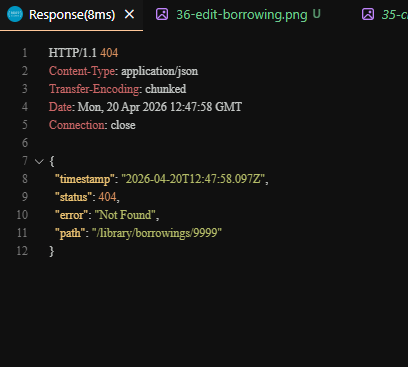 Response(8ms) 36-edit-borrowing.png U
1 HTTP/1.1 404
2 Content-Type: application/json
3 Transfer-Encoding: chunked
4 Date: Mon, 20 Apr 2026 12:47:58 GMT
5 Connection: close
6
7 {
8 "timestamp": "2026-04-20T12:47:58.097Z",
9 "status": 404,
10 "error": "Not Found",
11 "path": "/library/borrowings/9999"
12 }